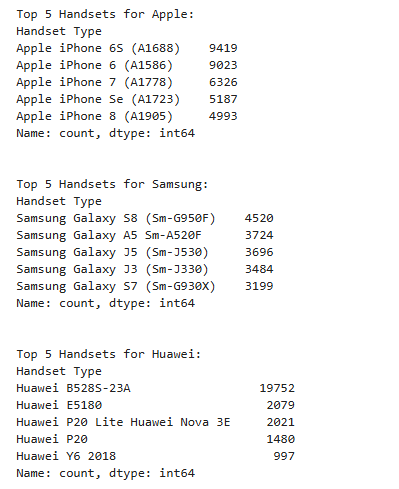 Top 5 Handsets for Apple:
Handset Type
Apple iPhone 6S (A1688)    9419
Apple iPhone 6 (A1586)     9023
Apple iPhone 7 (A1778)     6326
Apple iPhone Se (A1723)    5187
Apple iPhone 8 (A1905)     4993
Name: count, dtype: int64
Top 5 Handsets for Samsung:
Handset Type
Samsung Galaxy S8 (Sm-G950F)    4520
Samsung Galaxy A5 Sm-A520F      3724
Samsung Galaxy J5 (Sm-J530)     3696
Samsung Galaxy J3 (Sm-J330)     3484
Samsung Galaxy S7 (Sm-G930X)    3199
Name: count, dtype: int64
Top 5 Handsets for Huawei:
Handset Type
Huawei B528S-23A                  19752
Huawei E5180                       2079
Huawei P20 Lite Huawei Nova 3E     2021
Huawei P20                         1480
Huawei Y6 2018                      997
Name: count, dtype: int64